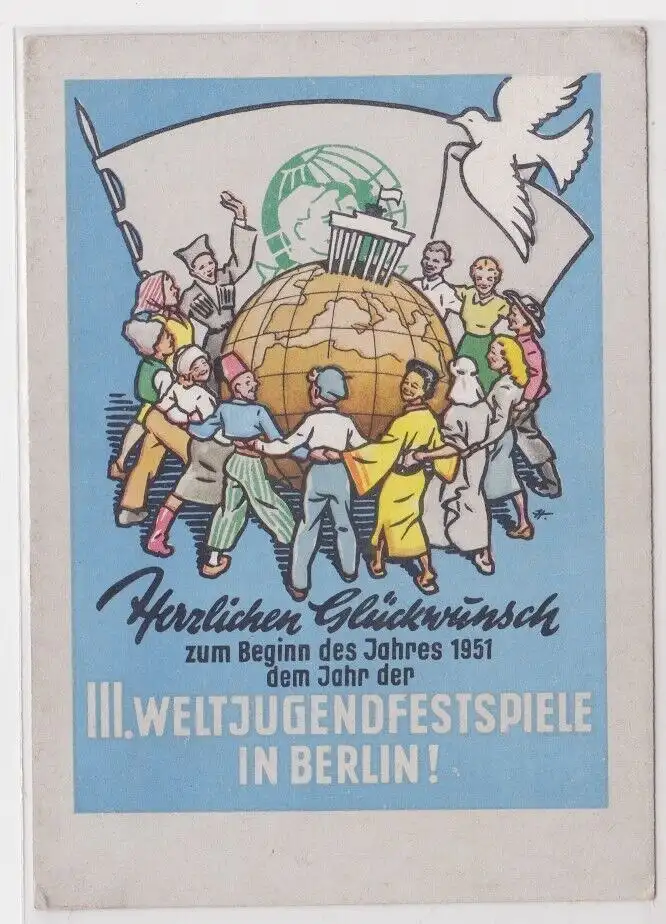 Herzlichen Glückwunsch
zum Beginn des Jahres 1951
dem Jahr der
III. WELTJUGENDFESTSPIELE
IN BERLIN!